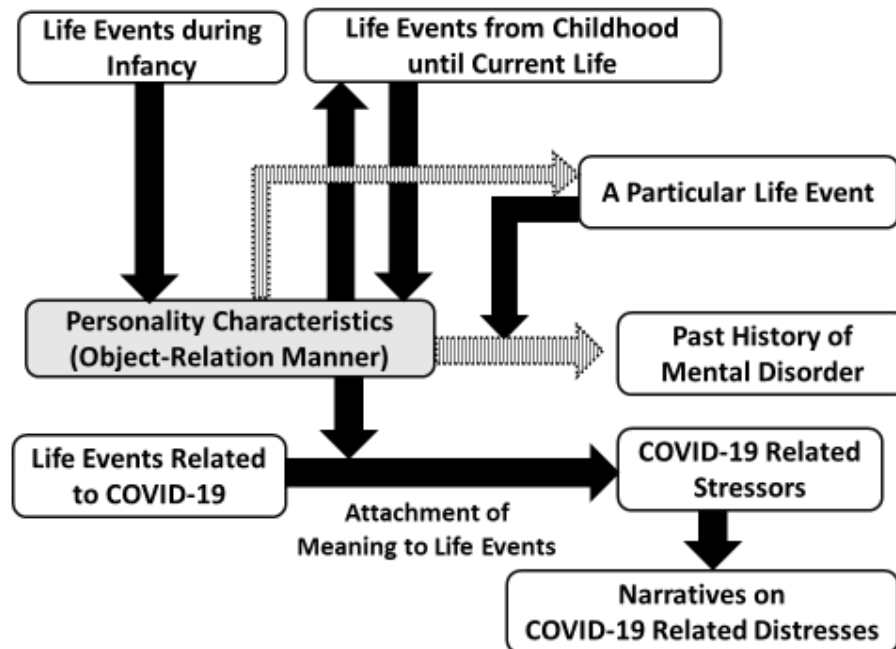 Life Events during
Infancy
Life Events from Childhood
until Current Life
A Particular Life Event
Personality Characteristics
(Object-Relation Manner)
Past History of
Mental Disorder
Life Events Related
to COVID-19
COVID-19 Related
Stressors
Attachment of
Meaning to Life Events
Narratives on
COVID-19 Related Distresses